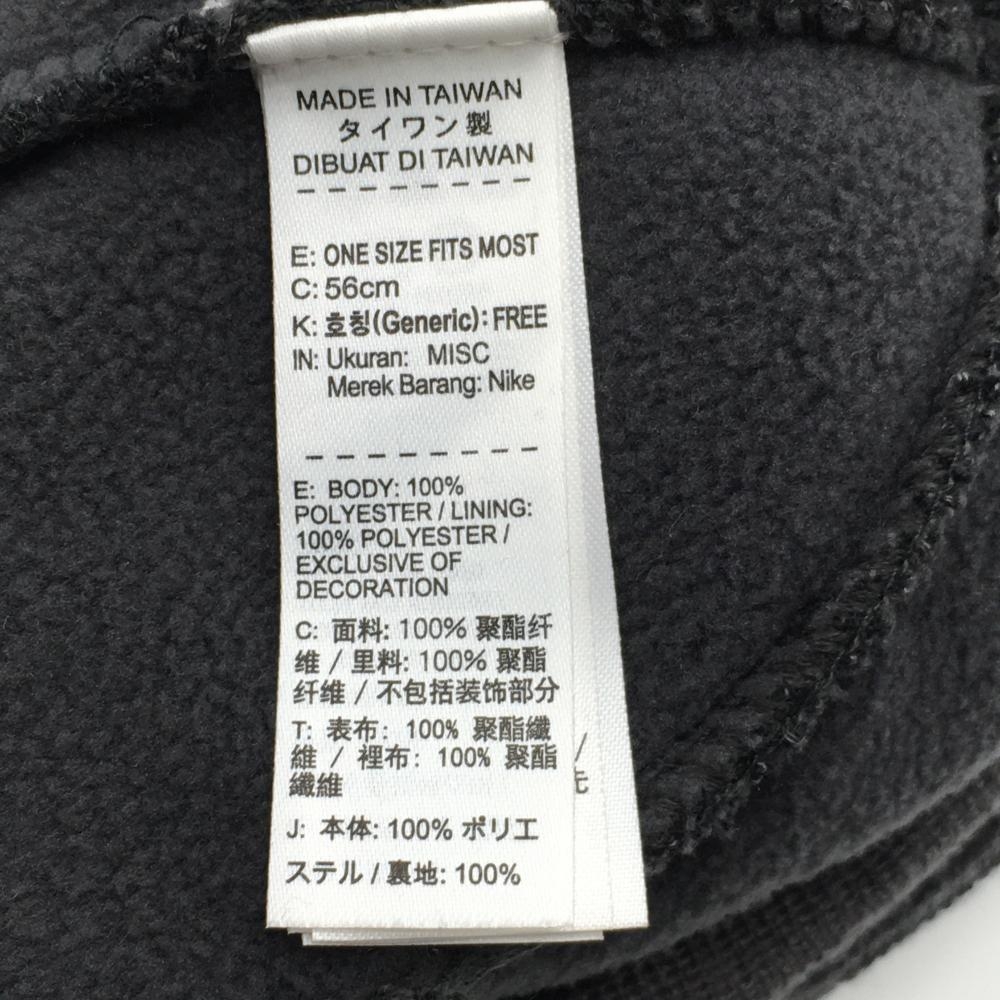 MADE IN TAIWAN
タイワン製
DIBUAT DI TAIWAN
E: ONE SIZE FITS MOST
C: 56cm
K: 호칭(Generic): FREE
IN: Ukuran: MISC
Merek Barang: Nike
E: BODY: 100%
POLYESTER / LINING:
100% POLYESTER /
EXCLUSIVE OF
DECORATION
C: 面料: 100% 聚酯纤
维 / 里料: 100% 聚酯
纤维 / 不包括装饰部分
T: 表布: 100% 聚酯纖
維 / 裡布: 100% 聚酯
纖維
J: 本体: 100% ポリエ
ステル / 裏地: 100%